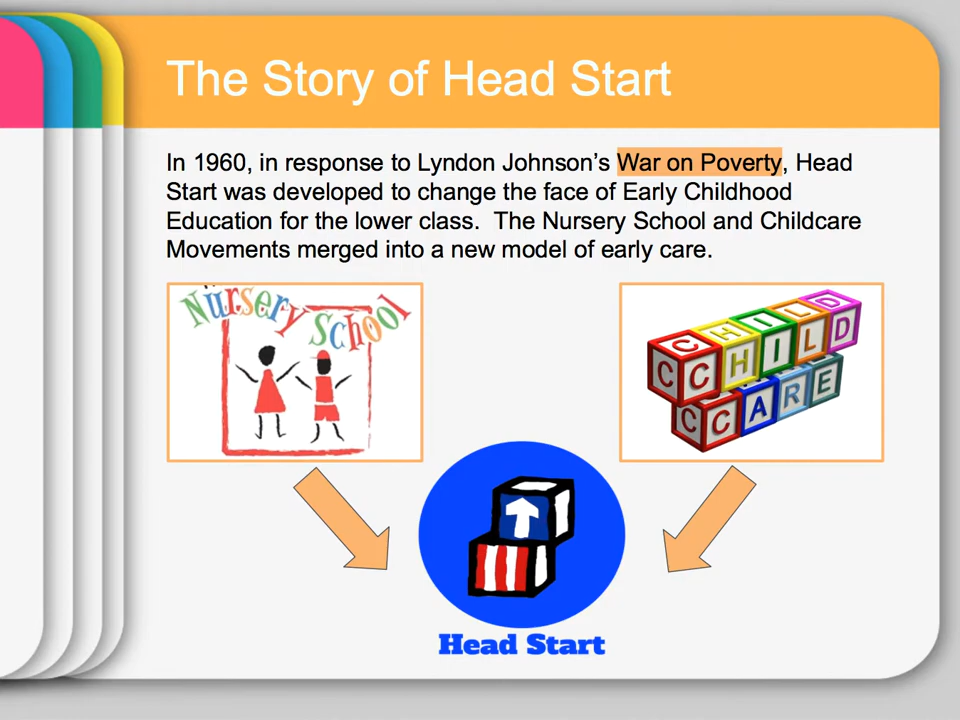 The Story of Head Start
In 1960, in response to Lyndon Johnson’s War on Poverty, Head
Start was developed to change the face of Early Childhood
Education for the lower class.  The Nursery School and Childcare
Movements merged into a new model of early care.
Nursery School
CHILD
CCHILD
CCARE
Head Start